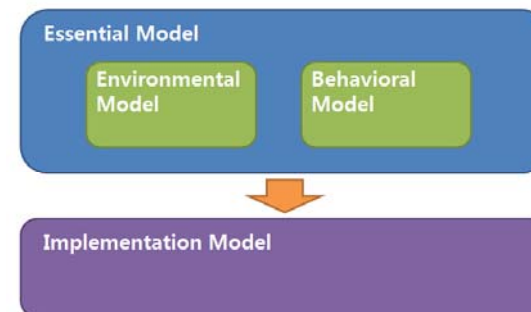 Essential Model
Environmental
Model
Behavioral
Model
Implementation Model